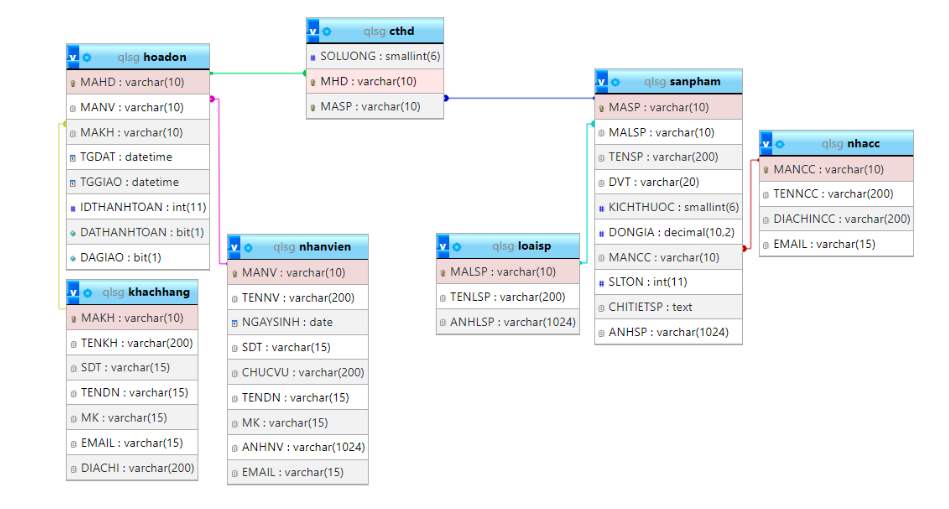 v qlsg hoadon
MAHD : varchar(10)
MANV : varchar(10)
MAKH : varchar(10)
TGDAT : datetime
TGGIAO : datetime
# IDTHANHTOAN : int(11)
DATHANHTOAN : bit(1)
DAGIAO : bit(1)
v qlsg khachhang
MAKH : varchar(10)
TENKH : varchar(200)
SDT : varchar(15)
TENDN : varchar(15)
MK : varchar(15)
EMAIL : varchar(15)
DIACHI : varchar(200)
v qlsg cthd
# SOLUONG : smallint(6)
MHD : varchar(10)
MASP : varchar(10)
v qlsg nhanvien
MANV : varchar(10)
TENNV : varchar(200)
NGAYSINH : date
SDT : varchar(15)
CHUCVU : varchar(200)
TENDN : varchar(15)
MK : varchar(15)
ANHNV : varchar(1024)
EMAIL : varchar(15)
v qlsg loaisp
MALSP : varchar(10)
TENLSP : varchar(200)
ANHLSP : varchar(1024)
v qlsg sanpham
MASP : varchar(10)
MALSP : varchar(10)
TENSP : varchar(200)
DVT : varchar(20)
# KICHTHUOC : smallint(6)
# DONGIA : decimal(10,2)
MANCC : varchar(10)
# SLTON : int(11)
CHITIETSP : text
ANHSP : varchar(1024)
v qlsg nhacc
MANCC : varchar(10)
TENNCC : varchar(200)
DIACHINCC : varchar(200)
EMAIL : varchar(15)